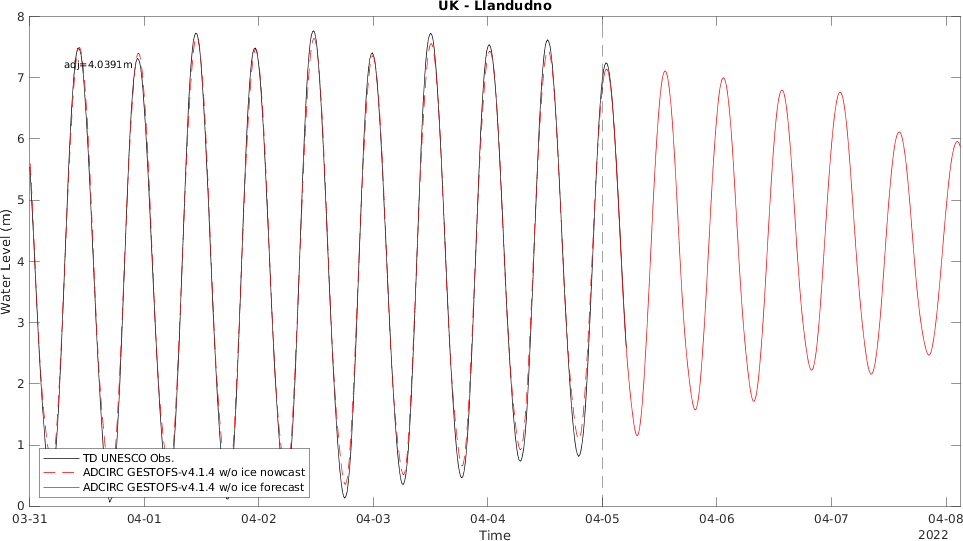 UK - Llandudno
8
7
6
5
4
3
2
1
0
Water Level (m)
adj=4.0391m
TD UNESCO Obs.
ADCIRC GESTOFS-v4.1.4 w/o ice nowcast
ADCIRC GESTOFS-v4.1.4 w/o ice forecast
03-31 04-01 04-02 04-03 04-04 04-05 04-06 04-07 04-08
Time
2022